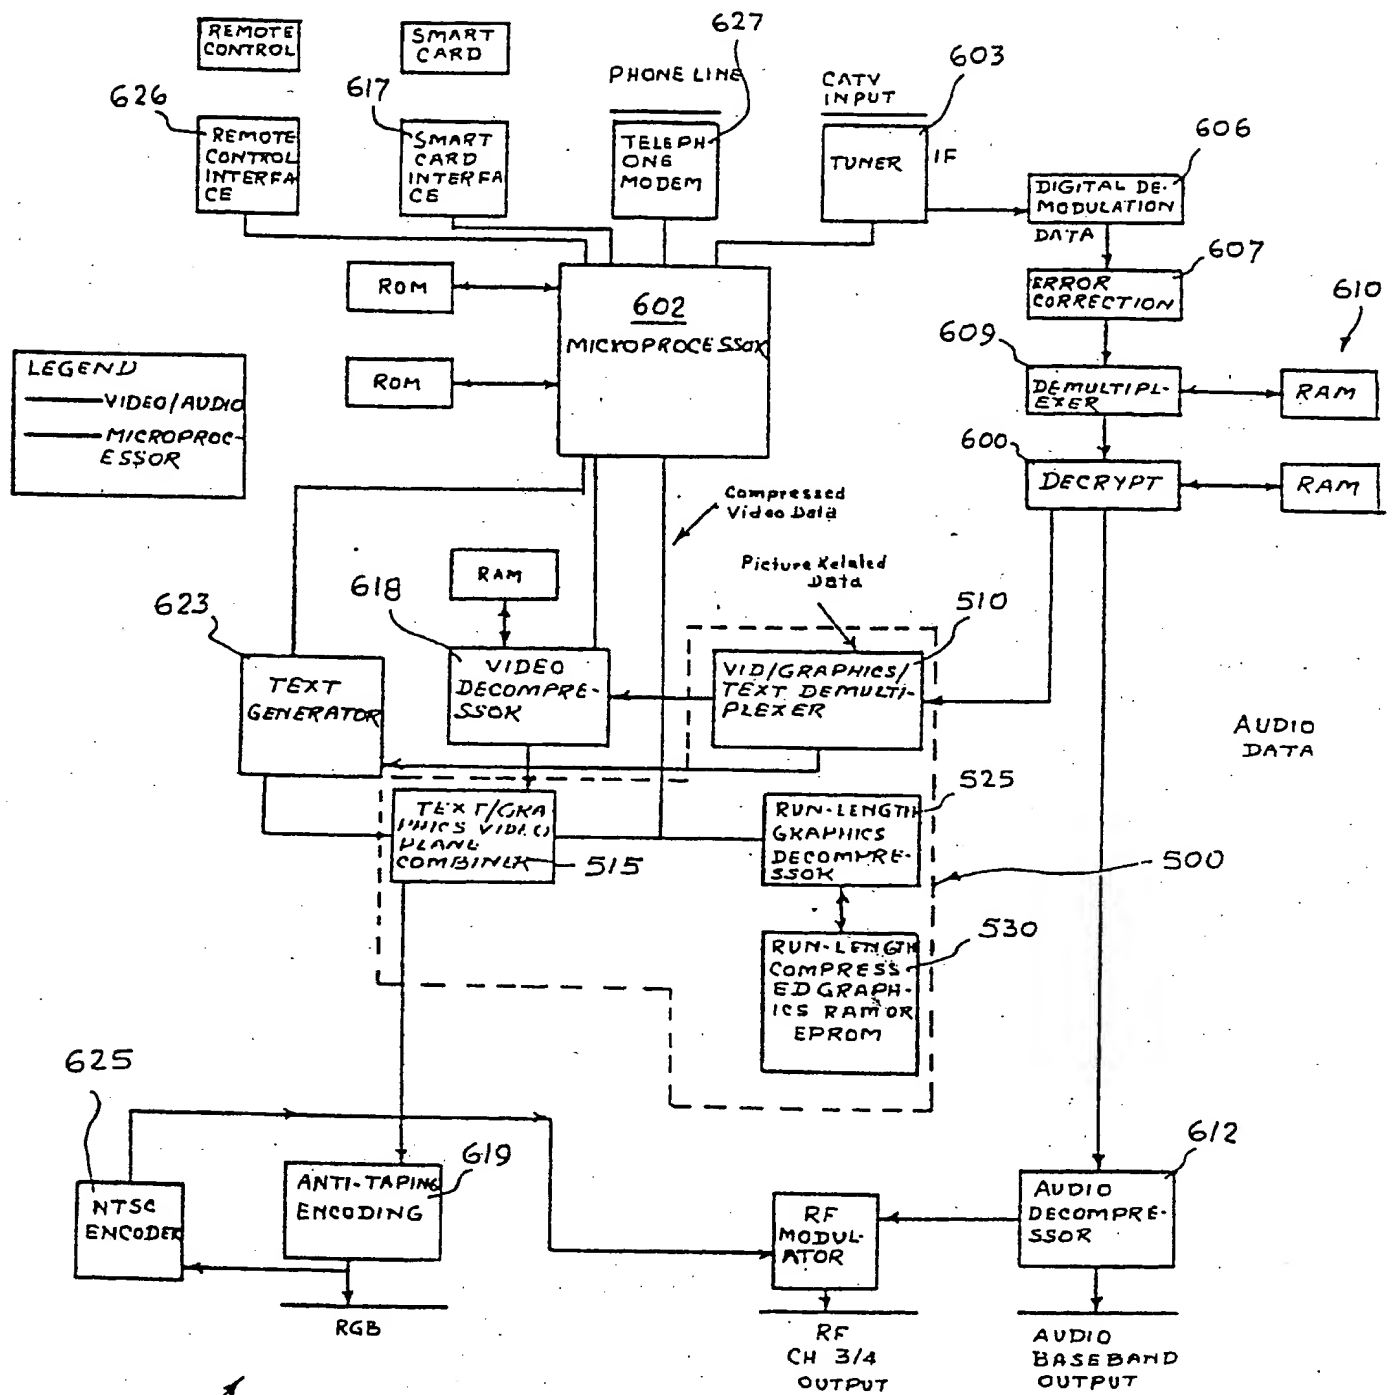 REMOTE
CONTROL
SMART
CARD
627
603
PHONE LINE
CATV
INPUT
626
617
606
REMOTE
CONTROL
INTERFA
CE
SMART
CARD
INTERFA
CE
TELEPH
ONE
MODEM
TUNER
IF
DIGITAL DE-
MODULATION
DATA
607
ROM
602
MICROPROCESSOR
ERROR
CORRECTION
610
609
LEGEND
VIDEO/AUDIO
MICROPROC-
ESSOR
ROM
DEMULTIPL-
EXER
RAM
600
DECRYPT
RAM
Compressed
Video Data
Picture Related
Data
RAM
618
623
510
TEXT
GENERATOR
VIDEO
DECOMPRE-
SSOR
VID/GRAPHICS/
TEXT DEMULTI-
PLEXER
AUDIO
DATA
525
TEXT/GRA
PHICS VIDEO
PLANE
COMBINER
515
RUN-LENGTH
GRAPHICS
DECOMPRE-
SSOR
500
530
RUN-LENGTH
COMPRESS
ED GRAPH-
ICS RAM OR
EPROM
625
619
612
NTSC
ENCODER
ANTI-TAPING
ENCODING
RF
MODUL-
ATOR
AUDIO
DECOMPRE-
SSOR
RGB
RF
CH 3/4
OUTPUT
AUDIO
BASEBAND
OUTPUT